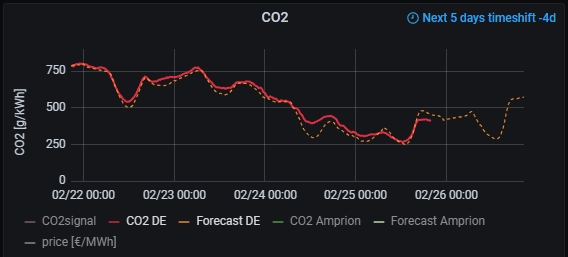 CO2
Next 5 days timeshift -4d
750
500
250
0
CO2 [g/kWh]
02/22 00:00
02/23 00:00
02/24 00:00
02/25 00:00
02/26 00:00
CO2signal
CO2 DE
Forecast DE
CO2 Amprion
Forecast Amprion
price [€/MWh]